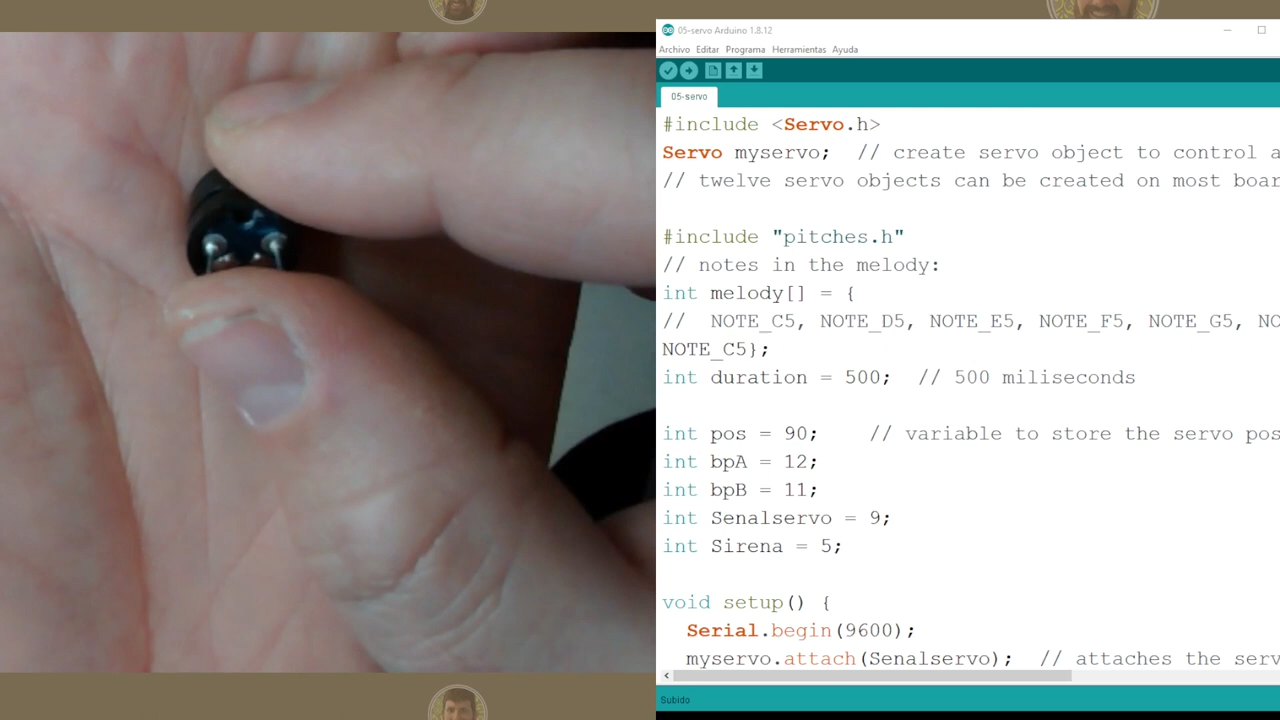 05-servo Arduino 1.8.12
Archivo Editar Programa Herramientas Ayuda
05-servo
#include <Servo.h>
Servo myservo;  // create servo object to control a
// twelve servo objects can be created on most boar
#include "pitches.h"
// notes in the melody:
int melody[] = {
//  NOTE_C5, NOTE_D5, NOTE_E5, NOTE_F5, NOTE_G5, NO
NOTE_C5};
int duration = 500;  // 500 miliseconds
int pos = 90;    // variable to store the servo pos
int bpA = 12;
int bpB = 11;
int Senalservo = 9;
int Sirena = 5;
void setup() {
  Serial.begin(9600);
  myservo.attach(Senalservo);  // attaches the serv
Subido